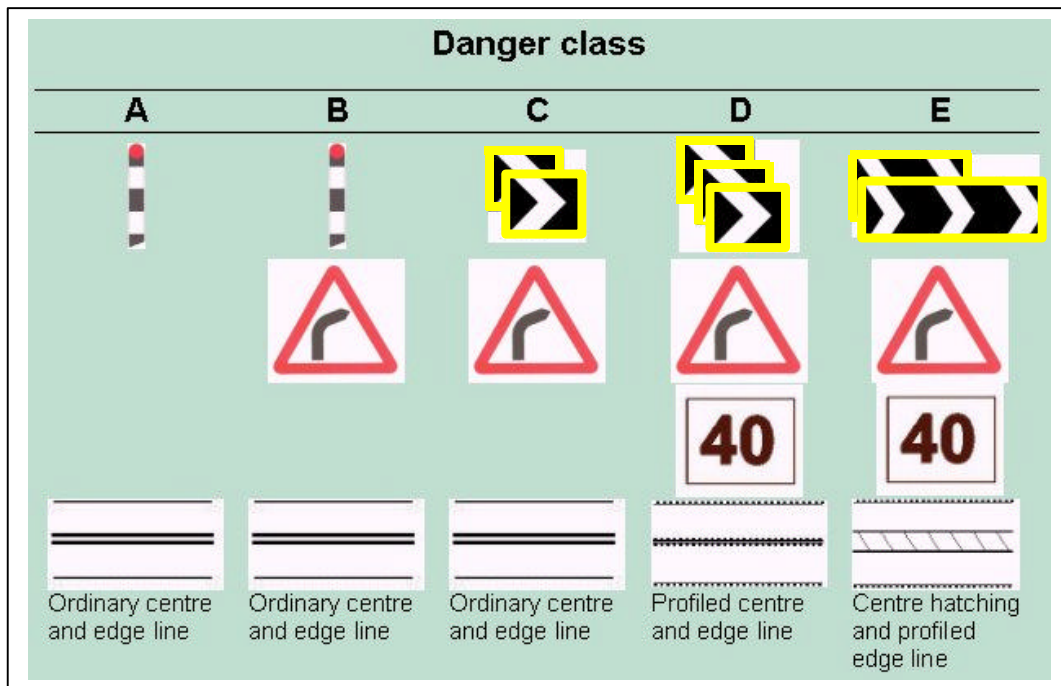 Danger class
A B C D E
40 40
Ordinary centre
and edge line
Ordinary centre
and edge line
Ordinary centre
and edge line
Profiled centre
and edge line
Centre hatching
and profiled
edge line